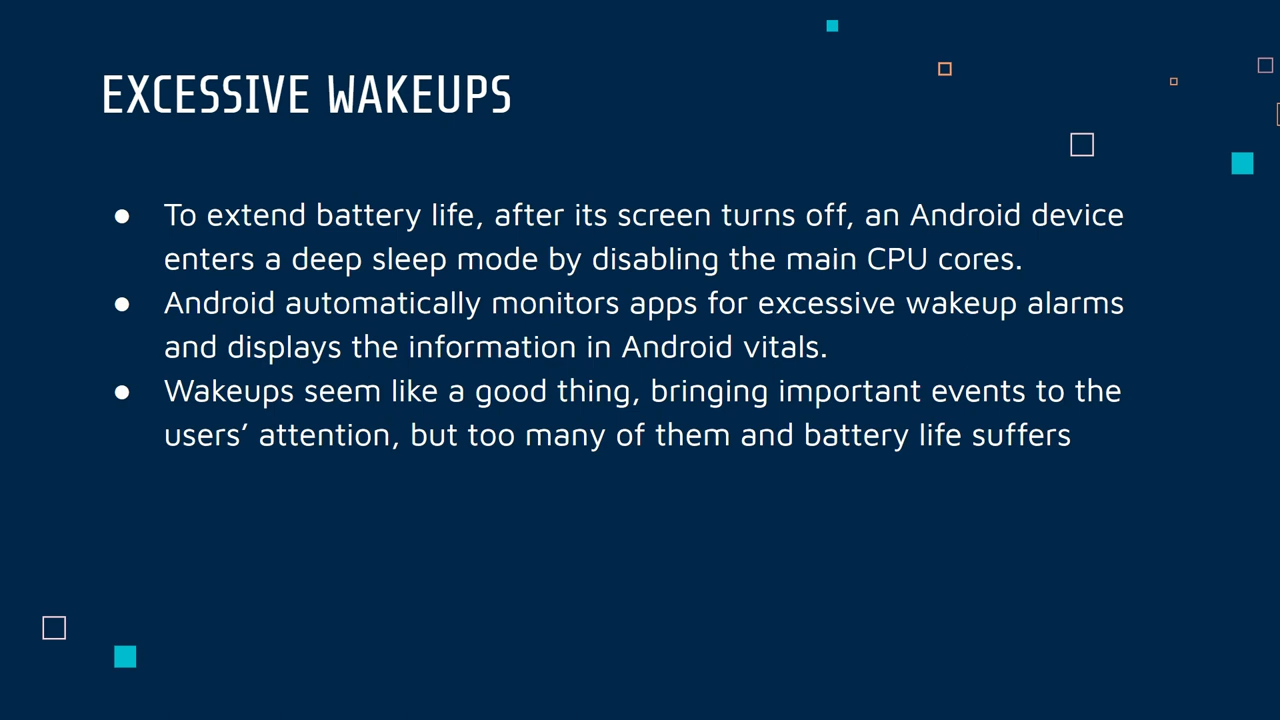 EXCESSIVE WAKEUPS
● To extend battery life, after its screen turns off, an Android device
enters a deep sleep mode by disabling the main CPU cores.
● Android automatically monitors apps for excessive wakeup alarms
and displays the information in Android vitals.
● Wakeups seem like a good thing, bringing important events to the
users’ attention, but too many of them and battery life suffers